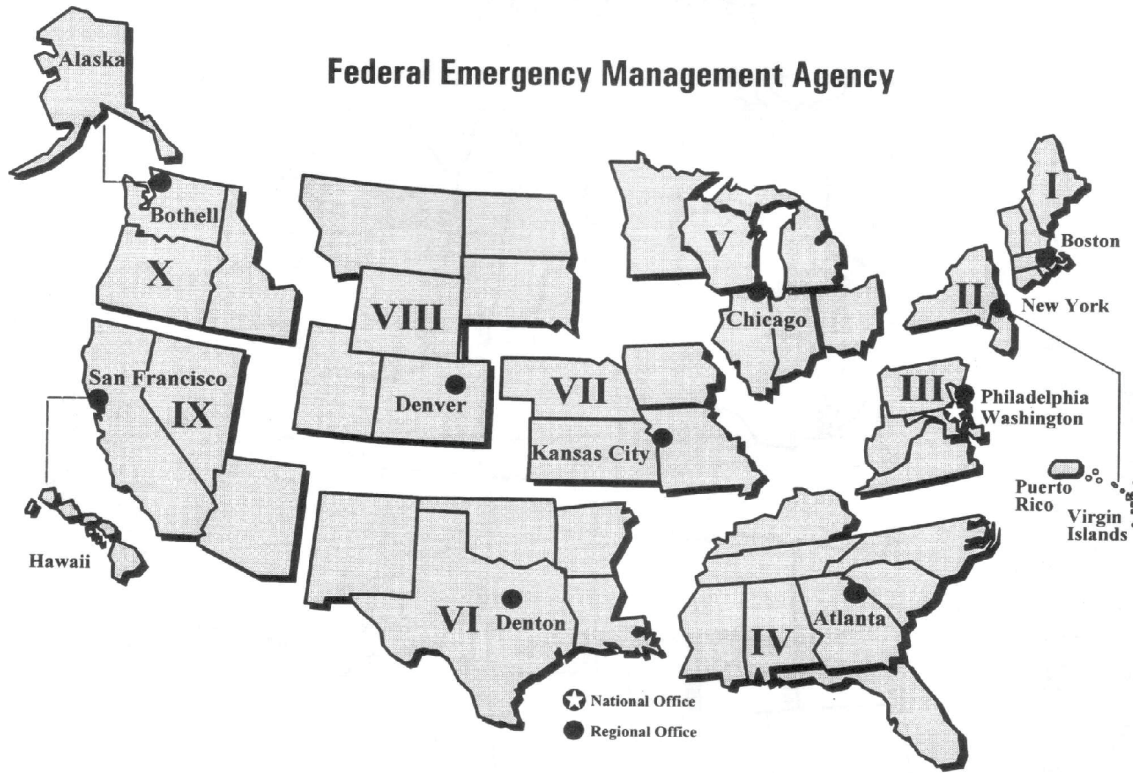 Federal Emergency Management Agency
Alaska
Bothell
X
VIII
V
Chicago
I
Boston
II
New York
San Francisco
IX
Denver
VII
Kansas City
III
Philadelphia
Washington
Puerto
Rico
Virgin
Islands
Hawaii
VI
Denton
IV
Atlanta
National Office
Regional Office